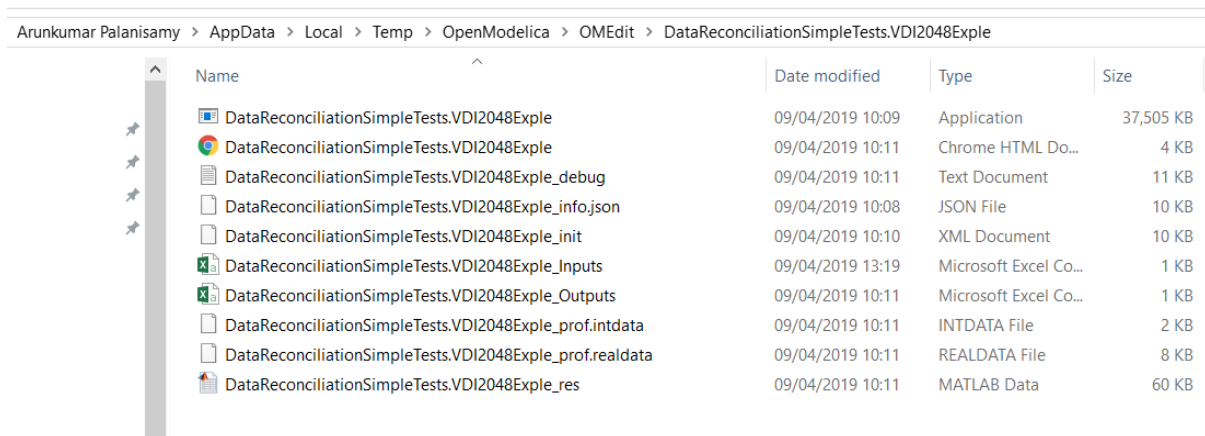 Arunkumar Palanisamy > AppData > Local > Temp > OpenModelica > OMEdit > DataReconciliationSimpleTests.VDI2048Exple
Name Date modified Type Size
DataReconciliationSimpleTests.VDI2048Exple 09/04/2019 10:09 Application 37,505 KB
DataReconciliationSimpleTests.VDI2048Exple 09/04/2019 10:11 Chrome HTML Do... 4 KB
DataReconciliationSimpleTests.VDI2048Exple_debug 09/04/2019 10:11 Text Document 11 KB
DataReconciliationSimpleTests.VDI2048Exple_info.json 09/04/2019 10:08 JSON File 10 KB
DataReconciliationSimpleTests.VDI2048Exple_init 09/04/2019 10:10 XML Document 10 KB
DataReconciliationSimpleTests.VDI2048Exple_Inputs 09/04/2019 13:19 Microsoft Excel Co... 1 KB
DataReconciliationSimpleTests.VDI2048Exple_Outputs 09/04/2019 10:11 Microsoft Excel Co... 1 KB
DataReconciliationSimpleTests.VDI2048Exple_prof.intdata 09/04/2019 10:11 INTDATA File 2 KB
DataReconciliationSimpleTests.VDI2048Exple_prof.realdata 09/04/2019 10:11 REALDATA File 8 KB
DataReconciliationSimpleTests.VDI2048Exple_res 09/04/2019 10:11 MATLAB Data 60 KB